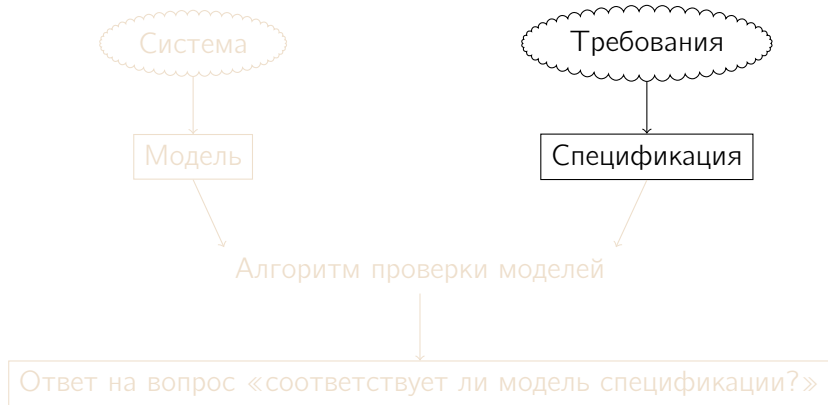 Система
Требования
Модель
Спецификация
Алгоритм проверки моделей
Ответ на вопрос «соответствует ли модель спецификации?»